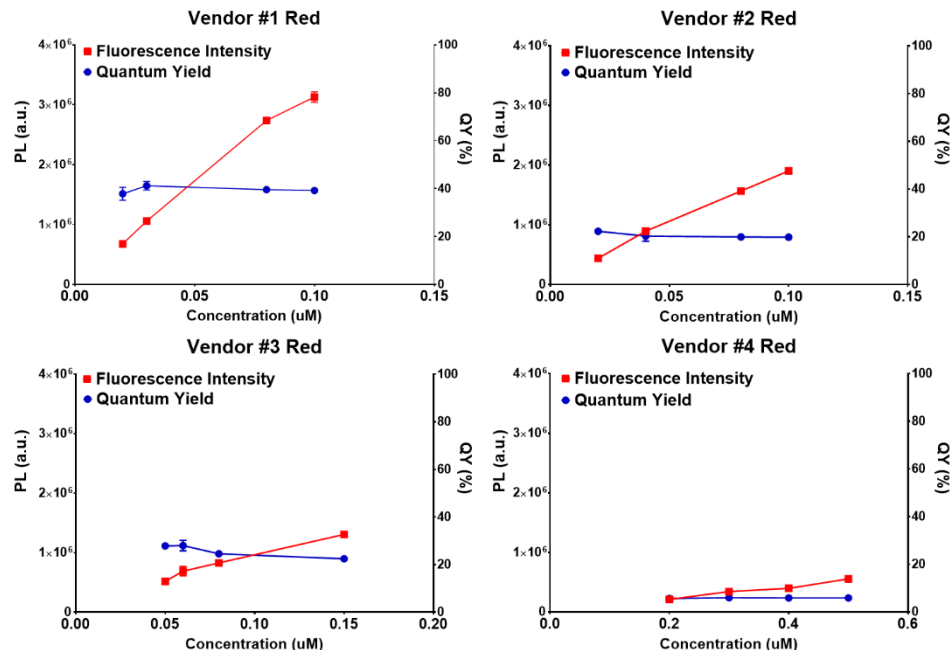 Vendor #1 Red
Fluorescence Intensity
Quantum Yield
PL (a.u.)
4×10⁶
3×10⁶
2×10⁶
1×10⁶
0
100
80
60
40
20
0
QY (%)
0.00 0.05 0.10 0.15
Concentration (uM)
Vendor #2 Red
Fluorescence Intensity
Quantum Yield
PL (a.u.)
4×10⁶
3×10⁶
2×10⁶
1×10⁶
0
100
80
60
40
20
0
QY (%)
0.00 0.05 0.10 0.15
Concentration (uM)
Vendor #3 Red
Fluorescence Intensity
Quantum Yield
PL (a.u.)
4×10⁶
3×10⁶
2×10⁶
1×10⁶
0
100
80
60
40
20
0
QY (%)
0.00 0.05 0.10 0.15 0.20
Concentration (uM)
Vendor #4 Red
Fluorescence Intensity
Quantum Yield
PL (a.u.)
4×10⁶
3×10⁶
2×10⁶
1×10⁶
0
100
80
60
40
20
0
QY (%)
0.0 0.2 0.4 0.6
Concentration (uM)